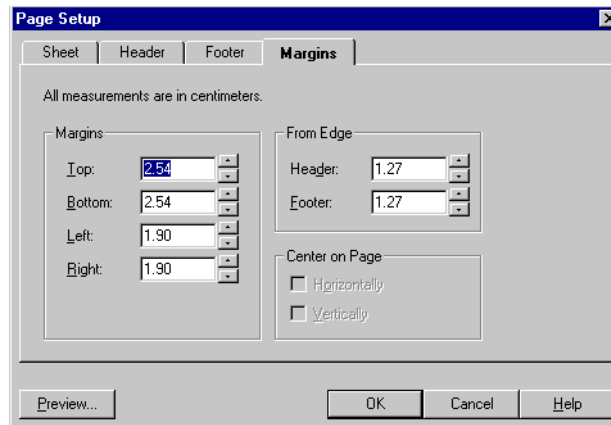 Page Setup
Sheet Header Footer Margins
All measurements are in centimeters.
Margins
Top: 2.54
Bottom: 2.54
Left: 1.90
Right: 1.90
From Edge
Header: 1.27
Footer: 1.27
Center on Page
Horizontally
Vertically
Preview... OK Cancel Help